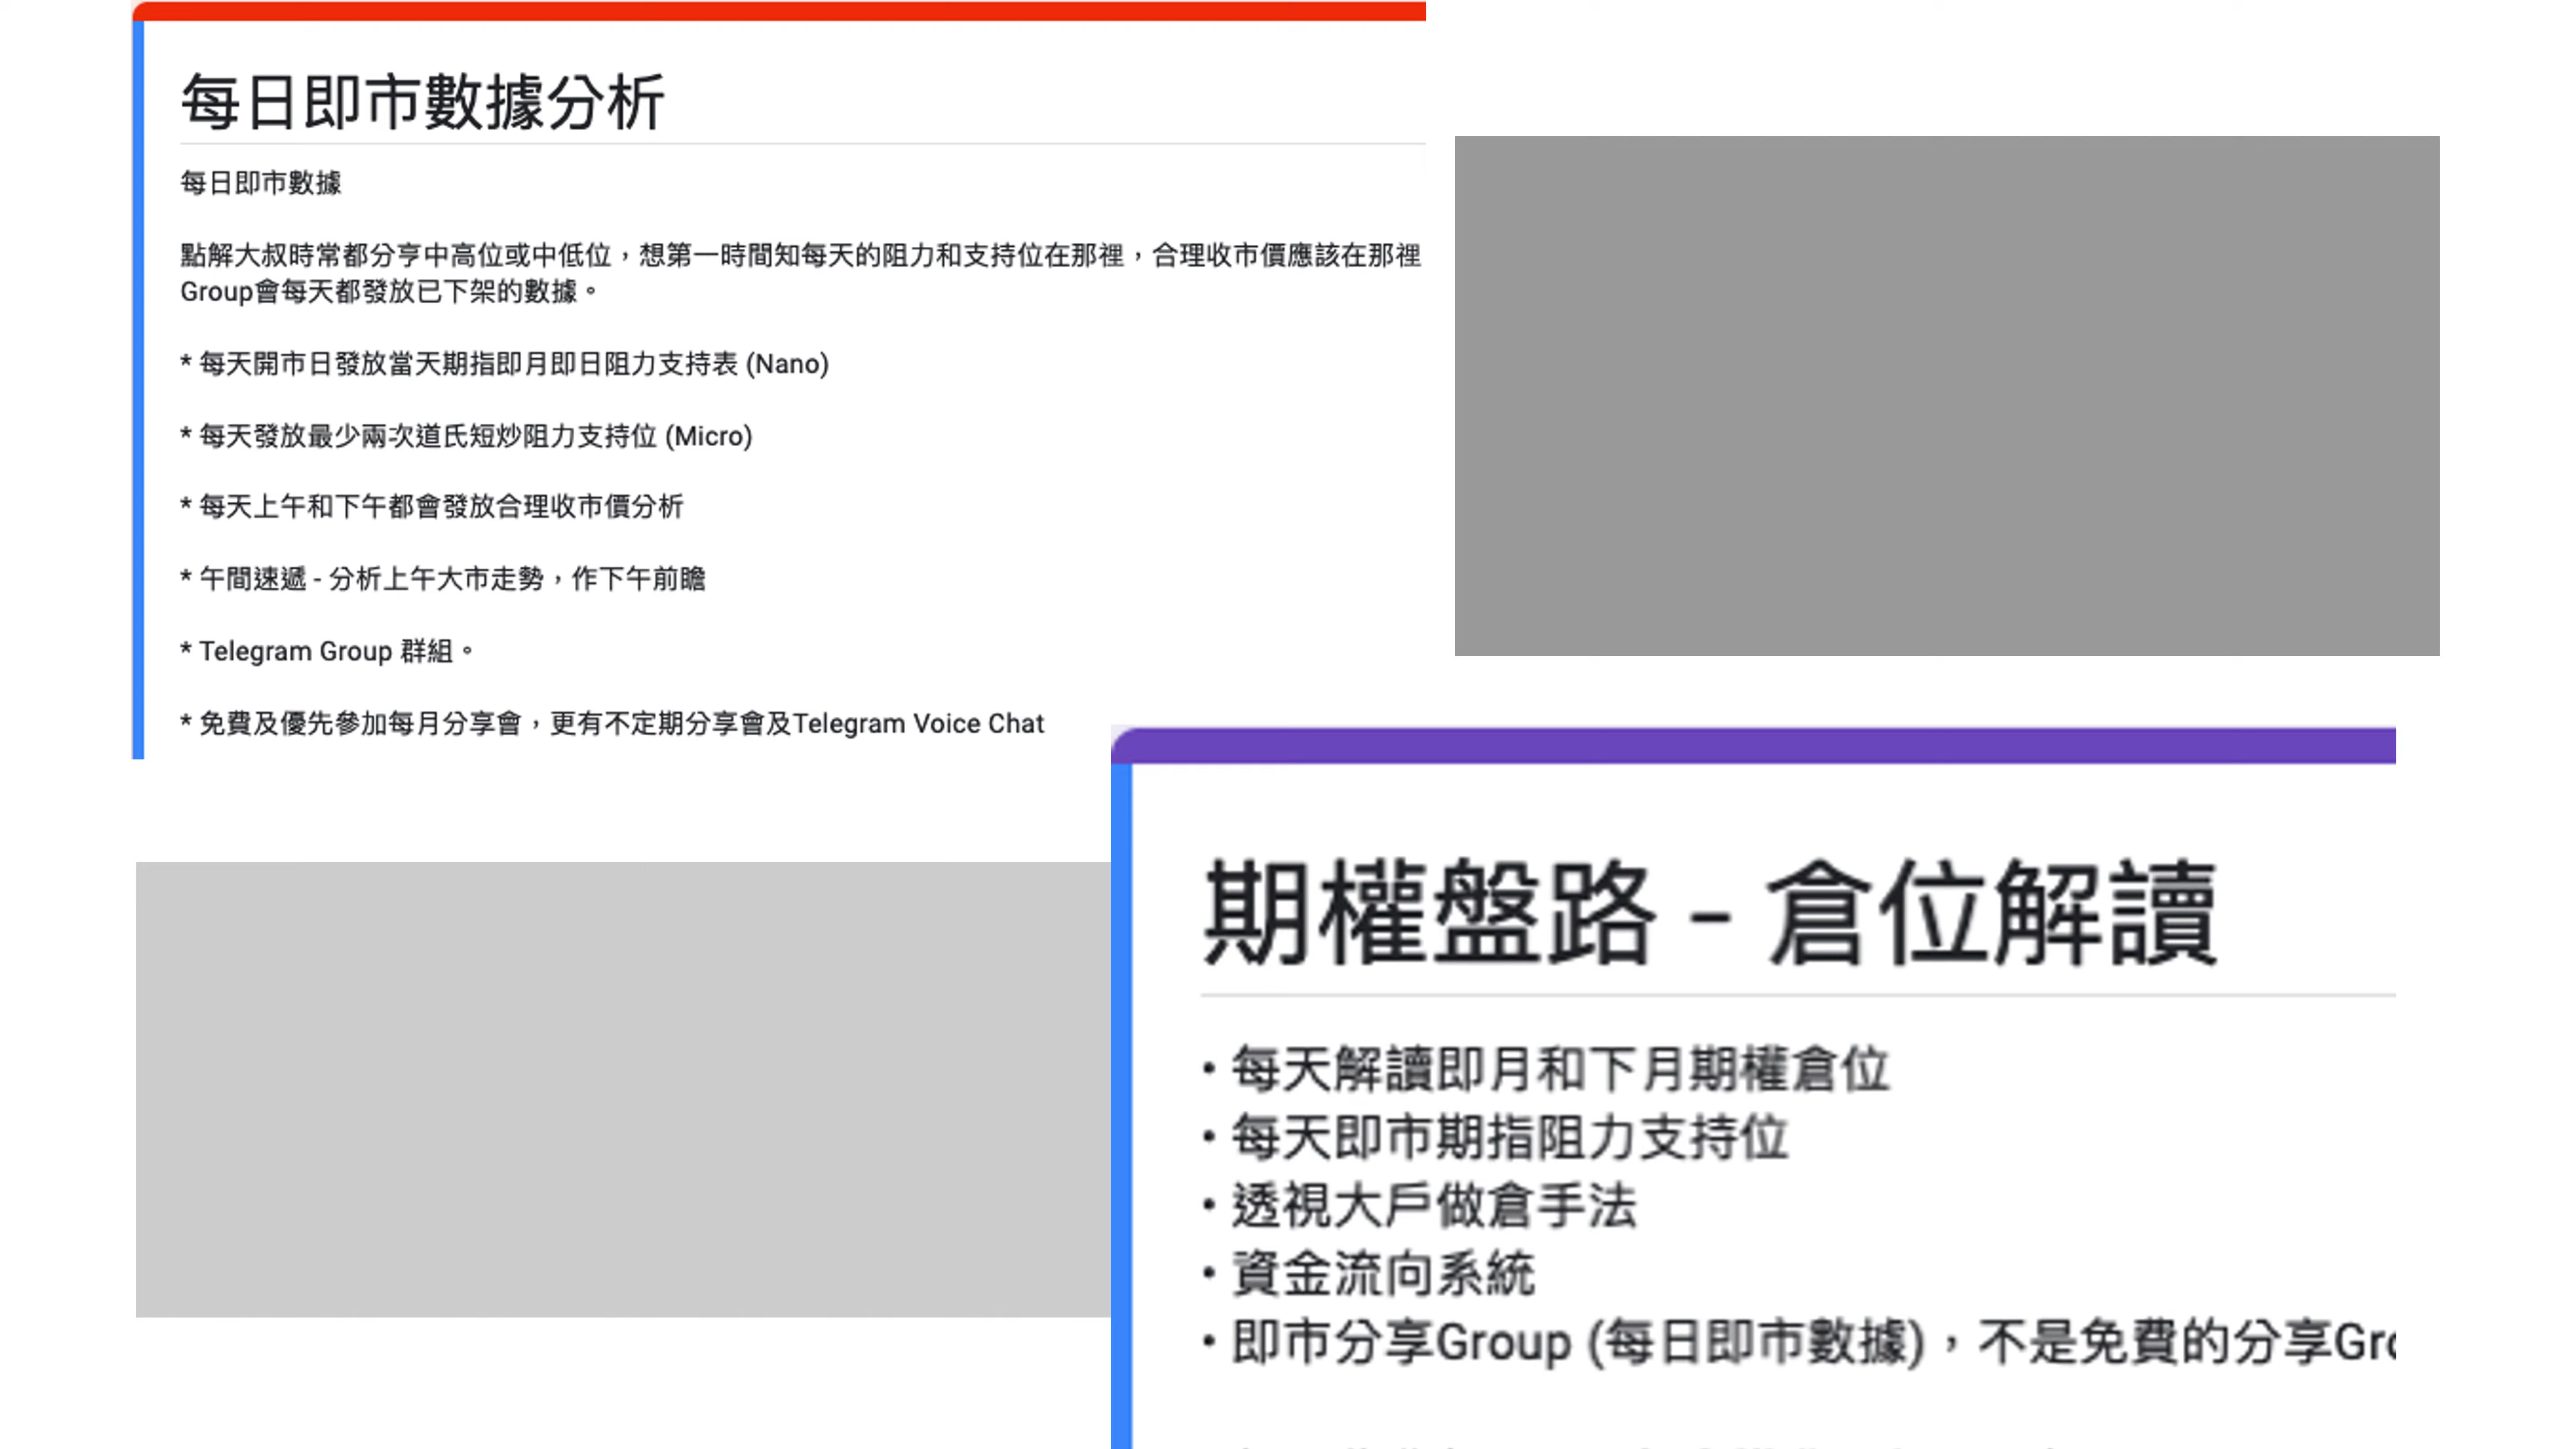 每日即市數據分析
每日即市數據
點解大叔時常都分亨中高位或中低位，想第一時間知每天的阻力和支持位在那裡，合理收市價應該在那裡
Group會每天都發放已下架的數據。
* 每天開市日發放當天期指即月即日阻力支持表 (Nano)
* 每天發放最少兩次道氏短炒阻力支持位 (Micro)
* 每天上午和下午都會發放合理收市價分析
* 午間速遞 - 分析上午大市走勢，作下午前瞻
* Telegram Group 群組。
* 免費及優先參加每月分享會，更有不定期分享會及Telegram Voice Chat
期權盤路 - 倉位解讀
• 每天解讀即月和下月期權倉位
• 每天即市期指阻力支持位
• 透視大戶做倉手法
• 資金流向系統
• 即市分享Group (每日即市數據)，不是免費的分享Gro